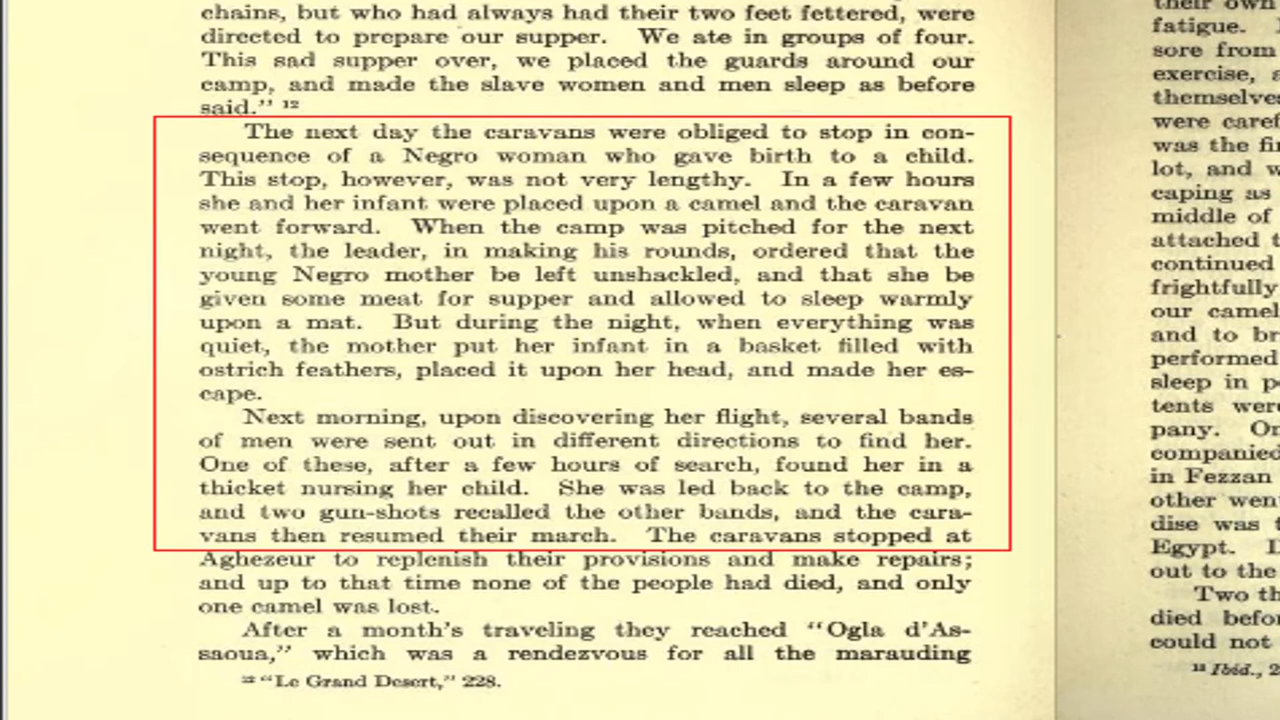 chains, but who had always had their two feet fettered, were
directed to prepare our supper. We ate in groups of four.
This sad supper over, we placed the guards around our
camp, and made the slave women and men sleep as before
said." 12
The next day the caravans were obliged to stop in con-
sequence of a Negro woman who gave birth to a child.
This stop, however, was not very lengthy. In a few hours
she and her infant were placed upon a camel and the caravan
went forward. When the camp was pitched for the next
night, the leader, in making his rounds, ordered that the
young Negro mother be left unshackled, and that she be
given some meat for supper and allowed to sleep warmly
upon a mat. But during the night, when everything was
quiet, the mother put her infant in a basket filled with
ostrich feathers, placed it upon her head, and made her es-
cape.
Next morning, upon discovering her flight, several bands
of men were sent out in different directions to find her.
One of these, after a few hours of search, found her in a
thicket nursing her child. She was led back to the camp,
and two gun-shots recalled the other bands, and the cara-
vans then resumed their march. The caravans stopped at
Aghezeur to replenish their provisions and make repairs;
and up to that time none of the people had died, and only
one camel was lost.
After a month's traveling they reached "Ogla d'As-
saoua," which was a rendezvous for all the marauding
12 "Le Grand Desert," 228.
their own
fatigue.
sore from
exercise,
themselves
were
was the
lot, and
caping as
middle of
attached
continued
frightfully
our
and to
performed
sleep in
tents
pany.
companied
in Fezzan
other
dise was
Egypt.
out to the
Two
died
could not
13 Ibid.,